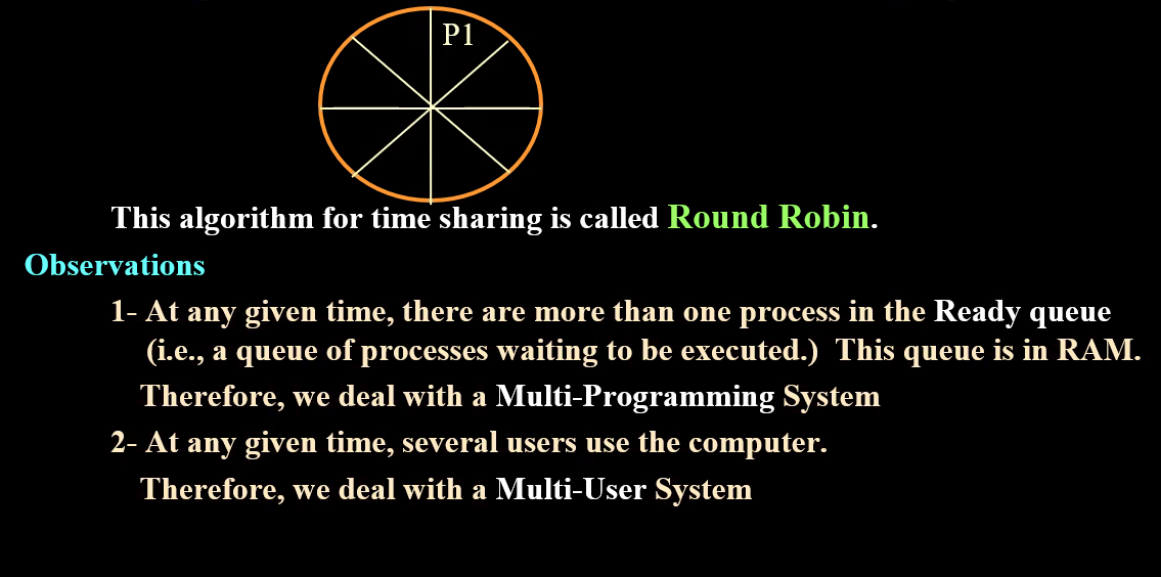 P1
This algorithm for time sharing is called Round Robin.
Observations
1- At any given time, there are more than one process in the Ready queue
(i.e., a queue of processes waiting to be executed.) This queue is in RAM.
Therefore, we deal with a Multi-Programming System
2- At any given time, several users use the computer.
Therefore, we deal with a Multi-User System